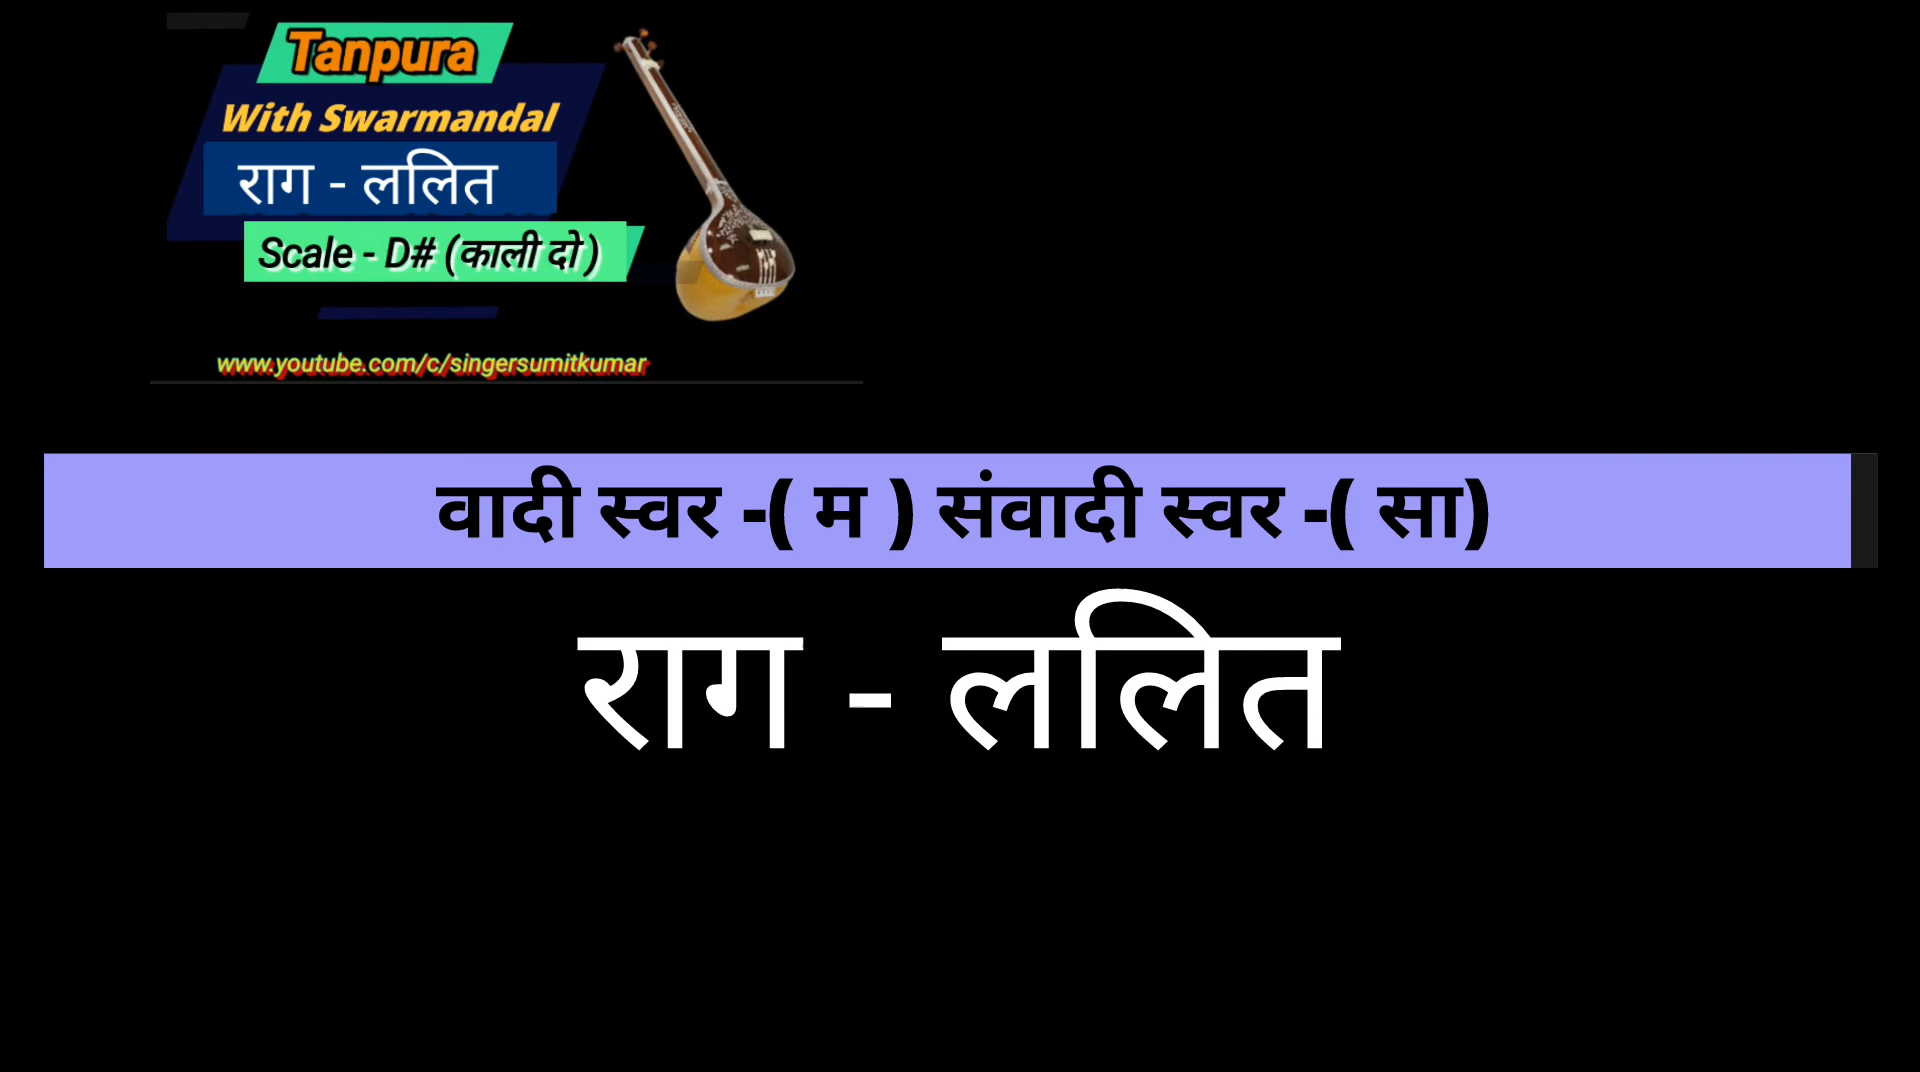 Tanpura
With Swarmandal
राग - ललित
Scale - D# (काली दो )
www.youtube.com/c/singersumitkumar
वादी स्वर -( म ) संवादी स्वर -( सा)
राग - ललित